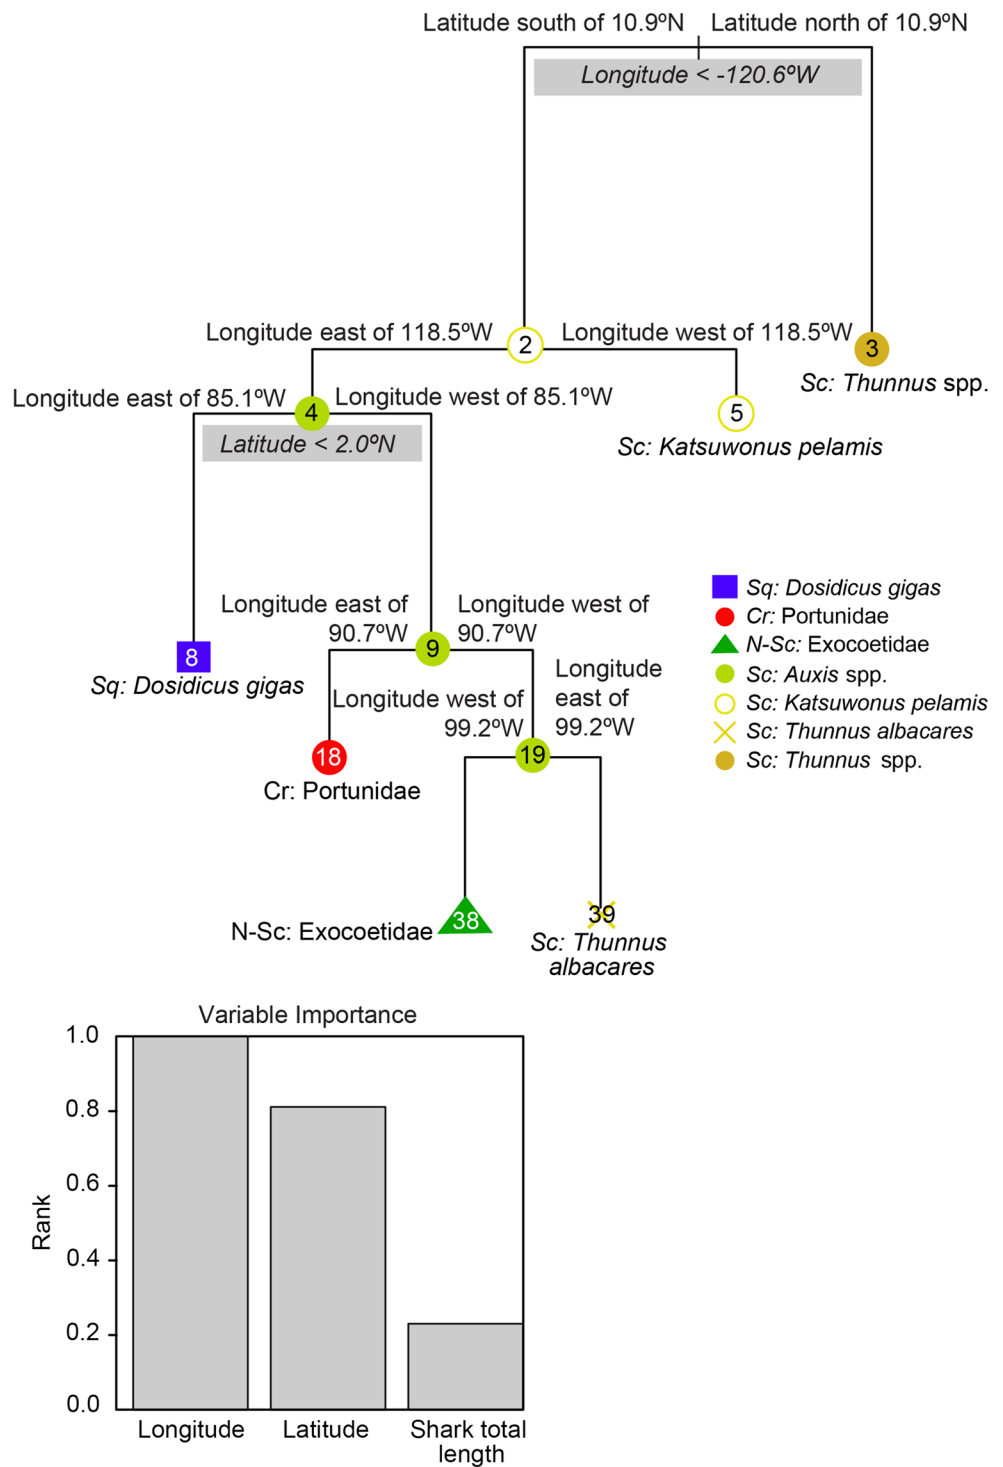 Latitude south of 10.9ºN
Latitude north of 10.9ºN
Longitude < -120.6ºW
Longitude east of 118.5ºW
2
Longitude west of 118.5ºW
3
Sc: Thunnus spp.
Longitude east of 85.1ºW
4
Longitude west of 85.1ºW
5
Latitude < 2.0ºN
Sc: Katsuwonus pelamis
Longitude east of
90.7ºW
9
Longitude west of
90.7ºW
8
Sq: Dosidicus gigas
Longitude west of
99.2ºW
Longitude
east of
99.2ºW
18
19
Cr: Portunidae
38
N-Sc: Exocoetidae
39
Sc: Thunnus
albacares
Sq: Dosidicus gigas
Cr: Portunidae
N-Sc: Exocoetidae
Sc: Auxis spp.
Sc: Katsuwonus pelamis
Sc: Thunnus albacares
Sc: Thunnus spp.
Variable Importance
1.0
0.8
0.6
0.4
0.2
0.0
Rank
Longitude
Latitude
Shark total
length